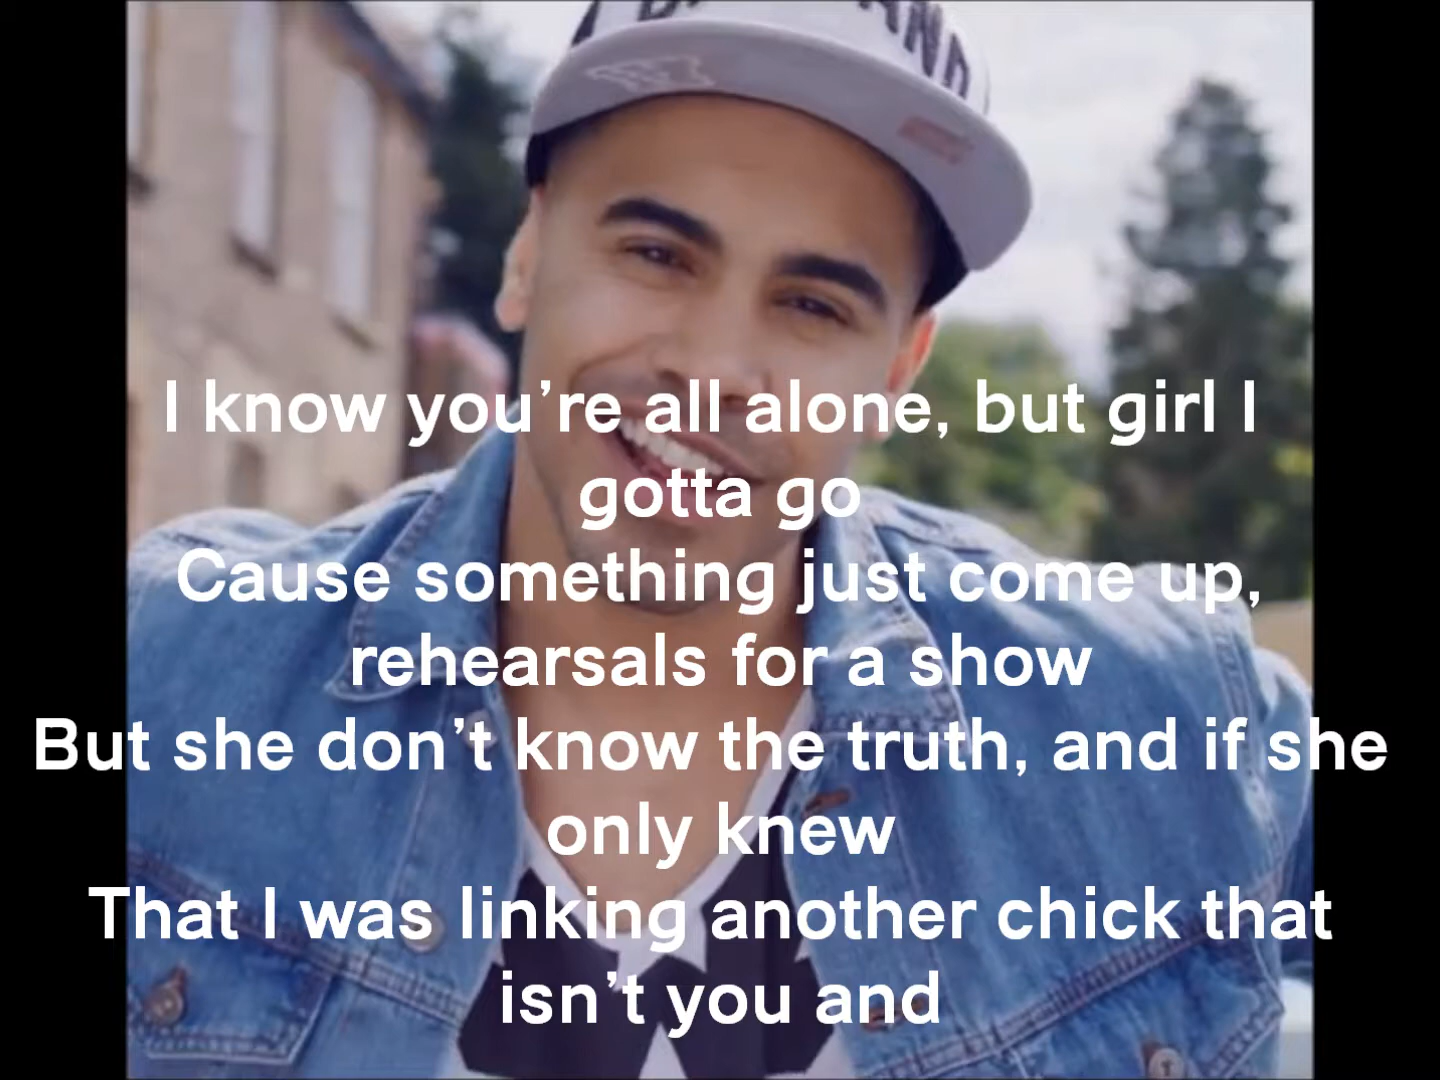 I know you're all alone, but girl I
gotta go
Cause something just come up,
rehearsals for a show
But she don't know the truth, and if she
only knew
That I was linking another chick that
isn't you and